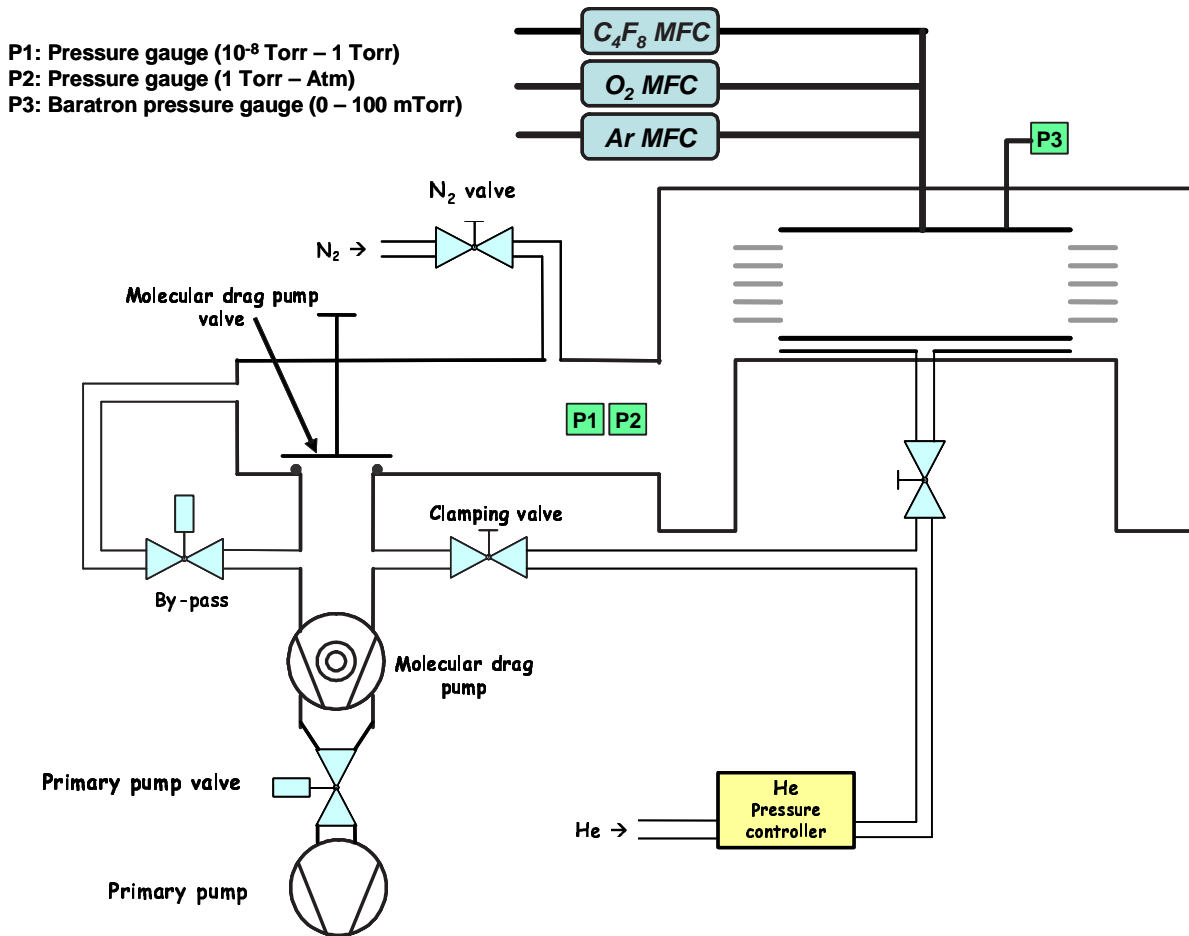 P1: Pressure gauge (10⁻⁸ Torr – 1 Torr)
P2: Pressure gauge (1 Torr – Atm)
P3: Baratron pressure gauge (0 – 100 mTorr)
C₄F₈ MFC
O₂ MFC
Ar MFC
P3
N₂ valve
N₂ →
Molecular drag pump
valve
P1 P2
Clamping valve
By-pass
Molecular drag
pump
Primary pump valve
He
Pressure
controller
He →
Primary pump